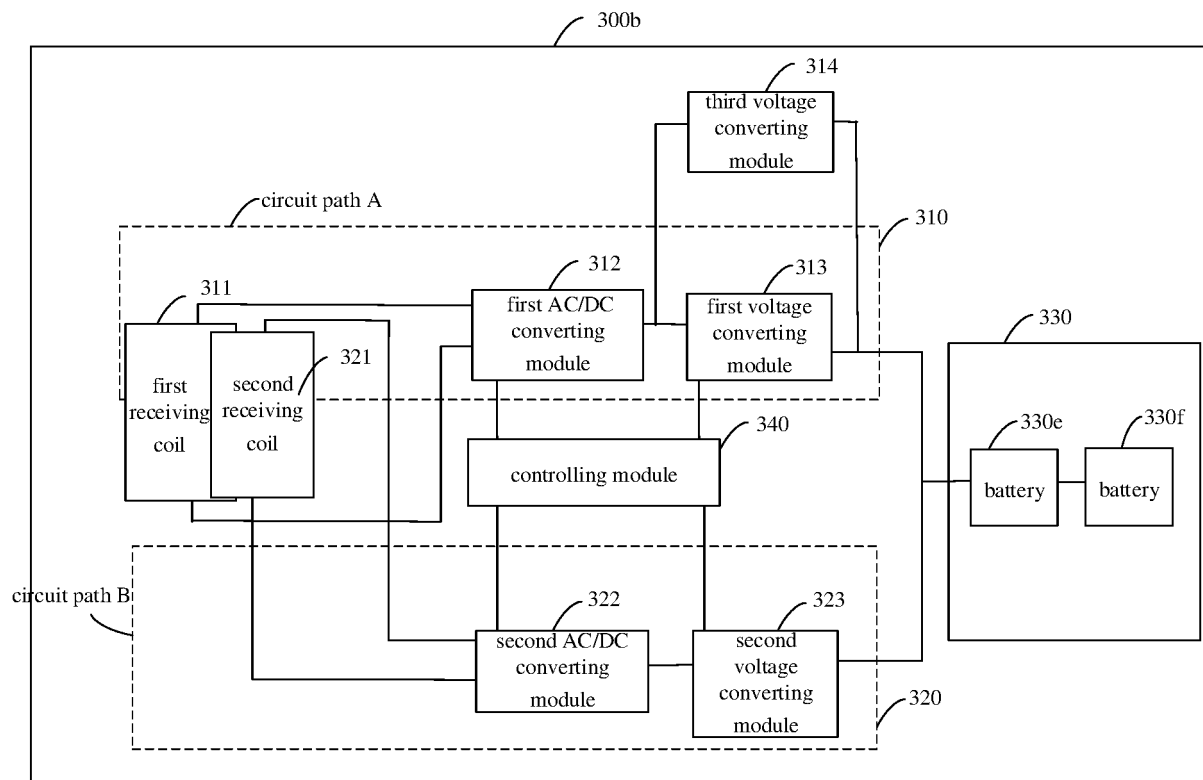 300b
314
third voltage
converting
module
circuit path A
310
312
313
311
first AC/DC
converting
module
first voltage
converting
module
330
321
first
receiving
coil
second
receiving
coil
340
330e
330f
controlling module
battery
battery
circuit path B
322
323
second AC/DC
converting
module
second
voltage
converting
module
320